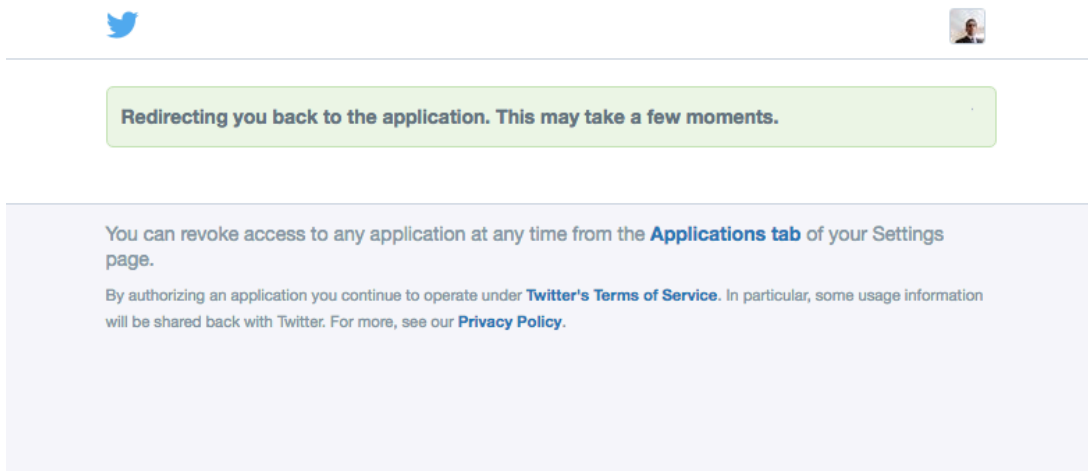 Redirecting you back to the application. This may take a few moments.
You can revoke access to any application at any time from the Applications tab of your Settings
page.
By authorizing an application you continue to operate under Twitter's Terms of Service. In particular, some usage information
will be shared back with Twitter. For more, see our Privacy Policy.